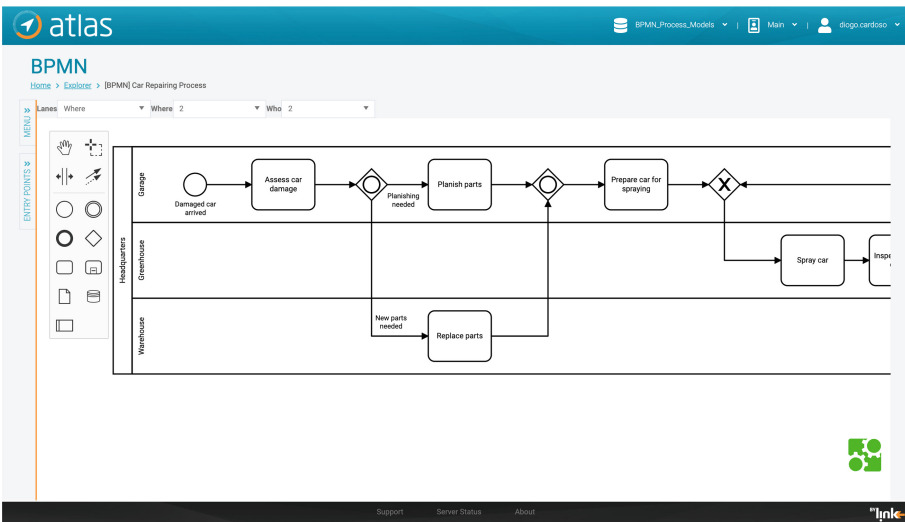 atlas
BPMN_Process_Models
Main
diogo.cardoso
BPMN
Home > Explorer > [BPMN] Car Repairing Process
Lanes Where
Where 2
Who 2
MENU
ENTRY POINTS
Headquarters
Garage
Damaged car
arrived
Assess car
damage
Planishing
needed
Planish parts
Prepare car for
spraying
X
Greenhouse
Spray car
Warehouse
New parts
needed
Replace parts
Support
Server Status
About
BY link